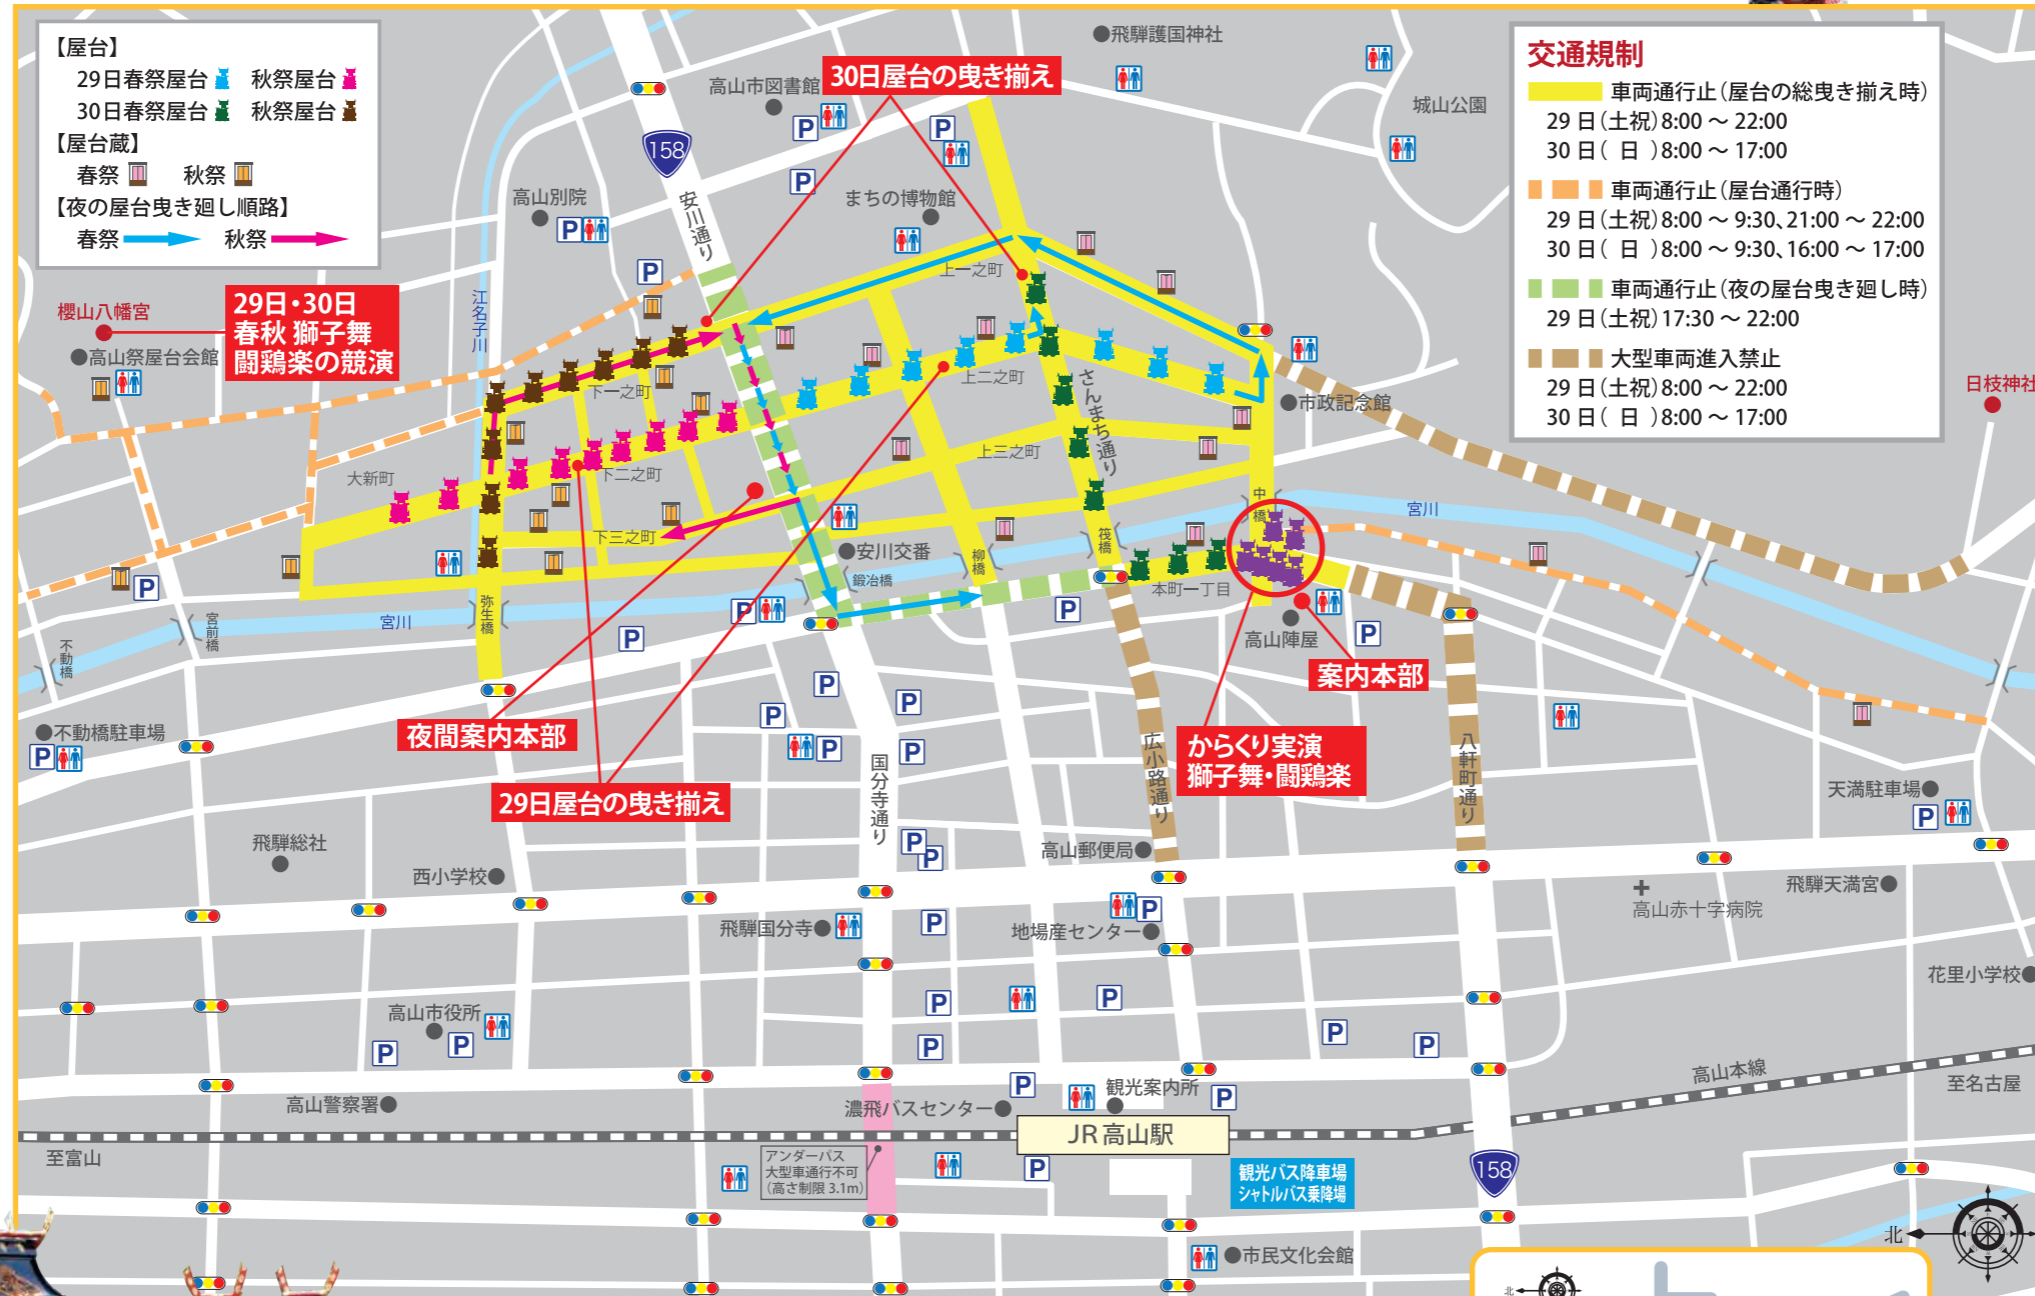 【屋台】
29日春祭屋台 秋祭屋台
30日春祭屋台 秋祭屋台
【屋台蔵】
春祭 秋祭
【夜の屋台曳き廻し順路】
春祭 秋祭
交通規制
車両通行止(屋台の総曳き揃え時)
29 日(土祝)8:00 ～ 22:00
30 日( 日 )8:00 ～ 17:00
車両通行止(屋台通行時)
29 日(土祝)8:00 ～ 9:30、21:00 ～ 22:00
30 日( 日 )8:00 ～ 9:30、16:00 ～ 17:00
車両通行止(夜の屋台曳き廻し時)
29 日(土祝)17:30 ～ 22:00
大型車両進入禁止
29 日(土祝)8:00 ～ 22:00
30 日( 日 )8:00 ～ 17:00
飛騨護国神社
30日屋台の曳き揃え
高山市図書館
城山公園
P
P
158
P
高山別院
P
安川通り
まちの博物館
P
上一之町
江名子川
櫻山八幡宮
29日・30日
春秋 獅子舞
闘鶏楽の競演
高山祭屋台会館
下一之町
上二之町
さんまち通り
市政記念館
日枝神社
大新町
下二之町
上三之町
下三之町
中橋
宮川
安川交番
柳橋
筏橋
鍛冶橋
本町一丁目
P
宮前橋
宮川
弥生橋
P
P
P
高山陣屋
P
不動橋
案内本部
不動橋駐車場
P
夜間案内本部
29日屋台の曳き揃え
P
P
P
P
P
国分寺通り
広小路通り
からくり実演
獅子舞・闘鶏楽
八軒町通り
天満駐車場
P
飛騨総社
西小学校
P
P
高山郵便局
高山赤十字病院
飛騨天満宮
飛騨国分寺
P
P
地場産センター
花里小学校
高山市役所
P
P
P
P
P
P
P
高山本線
至名古屋
高山警察署
濃飛バスセンター
P
観光案内所
P
JR 高山駅
至富山
アンダーパス
大型車通行不可
(高さ制限 3.1m)
P
観光バス降車場
シャトルバス乗降場
158
市民文化会館
北
北